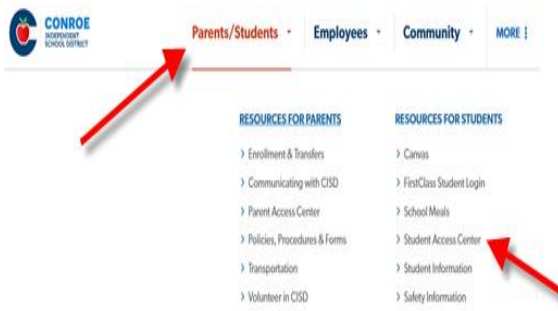 CONROE
INDEPENDENT
SCHOOL DISTRICT
Parents/Students
Employees
Community
MORE
RESOURCES FOR PARENTS
> Enrollment & Transfers
> Communicating with CISD
> Parent Access Center
> Policies, Procedures & Forms
> Transportation
> Volunteer in CISD
RESOURCES FOR STUDENTS
> Canvas
> FirstClass Student Login
> School Meals
> Student Access Center
> Student Information
> Safety Information